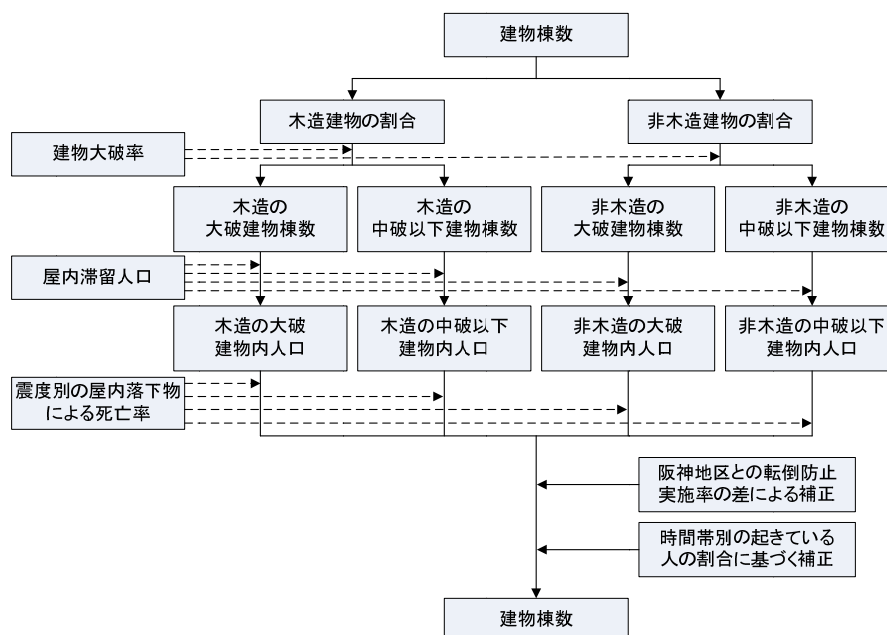 建物棟数
木造建物の割合
非木造建物の割合
建物大破率
木造の
大破建物棟数
木造の
中破以下建物棟数
非木造の
大破建物棟数
非木造の
中破以下建物棟数
屋内滞留人口
木造の大破
建物内人口
木造の中破以下
建物内人口
非木造の大破
建物内人口
非木造の中破以下
建物内人口
震度別の屋内落下物
による死亡率
阪神地区との転倒防止
実施率の差による補正
時間帯別の起きている
人の割合に基づく補正
建物棟数